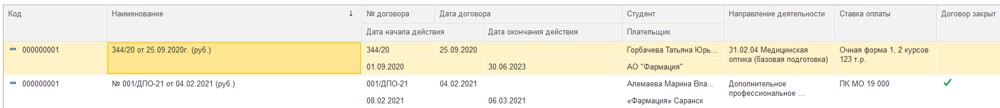 Код Наименование ↓ № договора Дата договора Студент Направление деятельности Ставка оплаты Договор закрыт
Дата начала действия Дата окончания действия Плательщик
000000001 344/20 от 25.09.2020г. (руб.) 344/20 25.09.2020 Горбачева Татьяна Юрь... 31.02.04 Медицинская Очная форма 1, 2 курсов
оптика (базовая подготовка) 123 т.р.
01.09.2020 30.06.2023 АО "Фармация"
000000001 № 001/ДПО-21 от 04.02.2021 (руб.) 001/ДПО-21 04.02.2021 Алемаева Марина Вла... Дополнительное ПК МО 19 000
профессиональное ...
08.02.2021 06.03.2021 «Фармация» Саранск